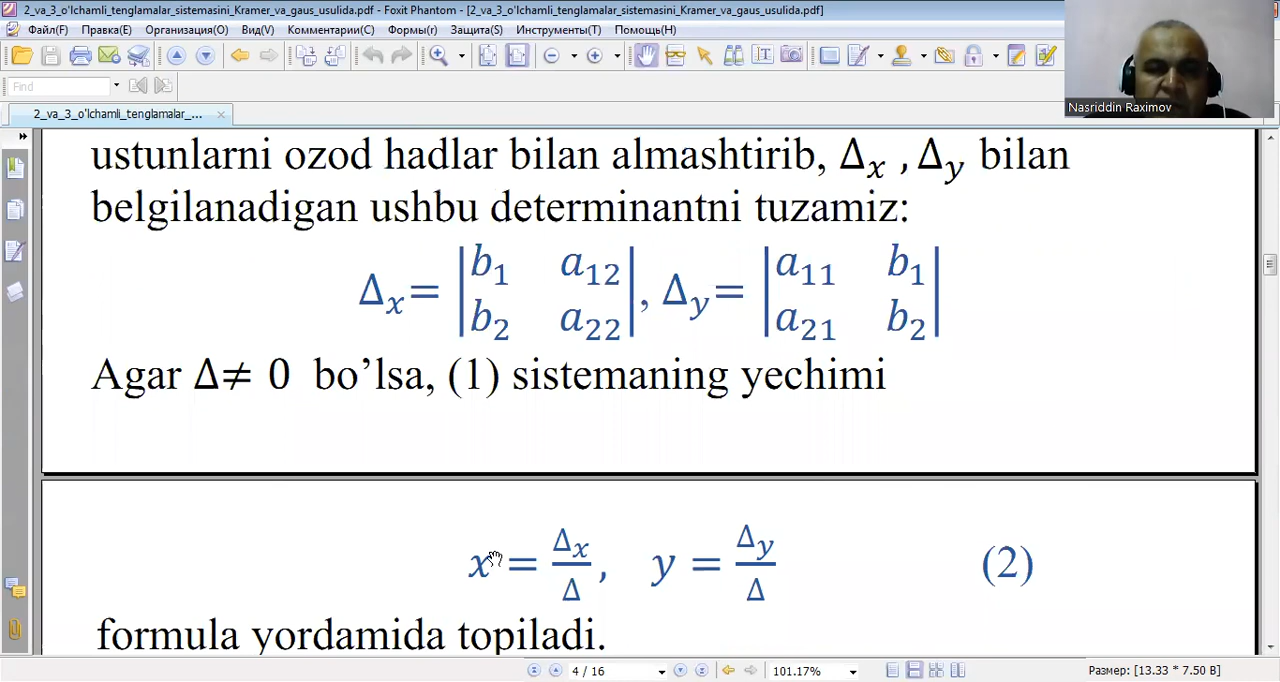 2_va_3_o'lchamli_tenglamalar_sistemasini_Kramer_va_gaus_usulida.pdf - Foxit Phantom - [2_va_3_o'lchamli_tenglamalar_sistemasini_Kramer_va_gaus_usulida.pdf]
Файл(F) Правка(E) Организация(O) Вид(V) Комментарии(C) Формы(r) Защита(S) Инструменты(T) Помощь(H)
Find
2_va_3_o'lchamli_tenglamalar_...
Nasriddin Raximov
ustunlarni ozod hadlar bilan almashtirib, Δx , Δy bilan
belgilanadigan ushbu determinantni tuzamiz:
Δx = |b1 a12; b2 a22|, Δy = |a11 b1; a21 b2|
Agar Δ≠ 0 bo’lsa, (1) sistemaning yechimi
x = Δx/Δ, y = Δy/Δ (2)
formula yordamida topiladi.
4 / 16 101.17% Размер: [13.33 * 7.50 В]